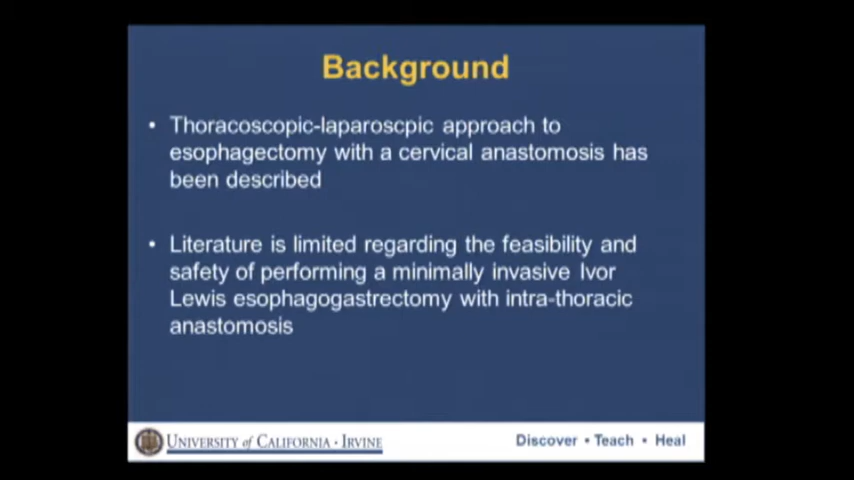 Background
• Thoracoscopic-laparoscpic approach to
esophagectomy with a cervical anastomosis has
been described
• Literature is limited regarding the feasibility and
safety of performing a minimally invasive Ivor
Lewis esophagogastrectomy with intra-thoracic
anastomosis
UNIVERSITY of CALIFORNIA · IRVINE
Discover • Teach • Heal